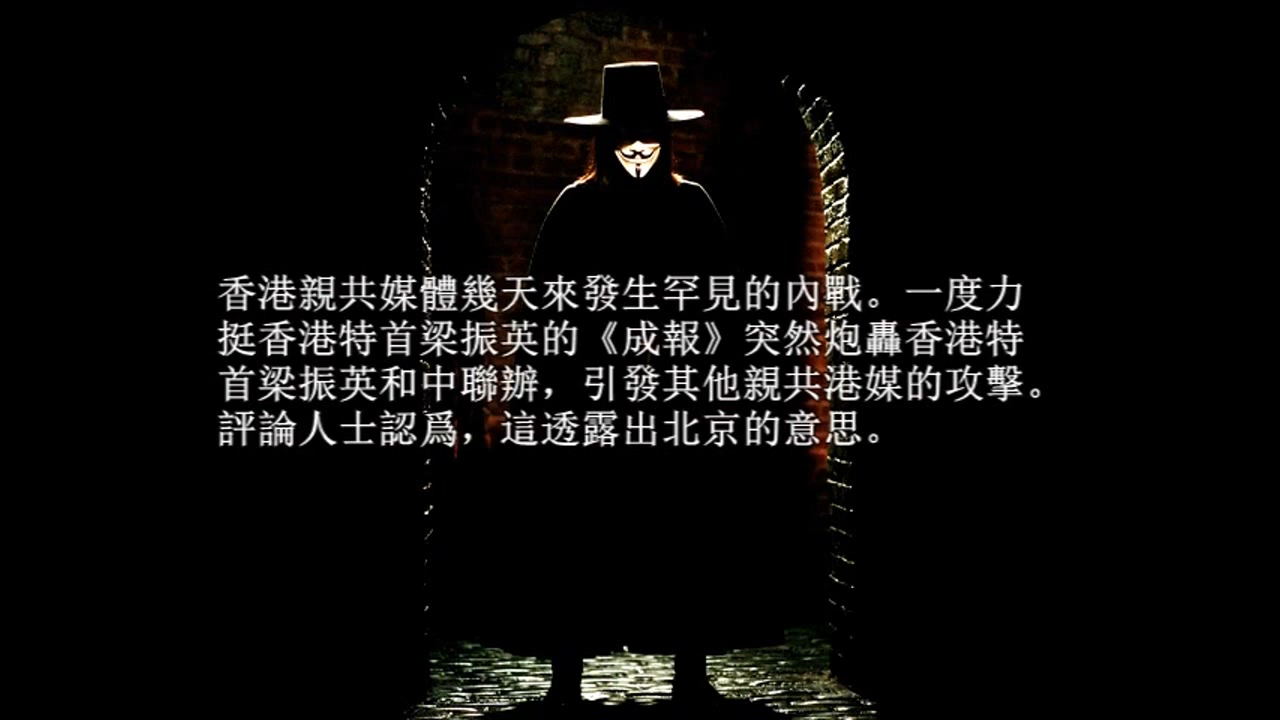 香港親共媒體幾天來發生罕見的內戰。一度力
挺香港特首梁振英的《成報》突然炮轟香港特
首梁振英和中聯辦，引發其他親共港媒的攻擊。
評論人士認爲，這透露出北京的意思。